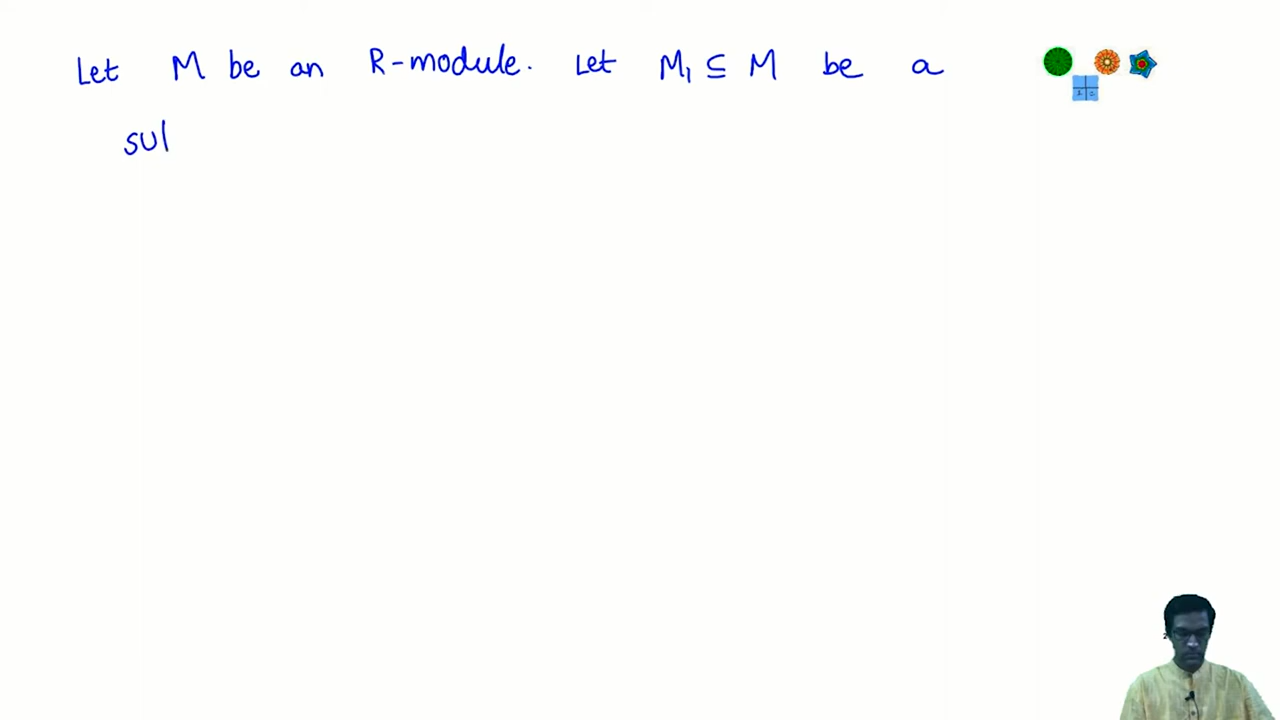 Let M be an R-module. Let M₁ ⊆ M be a
sul